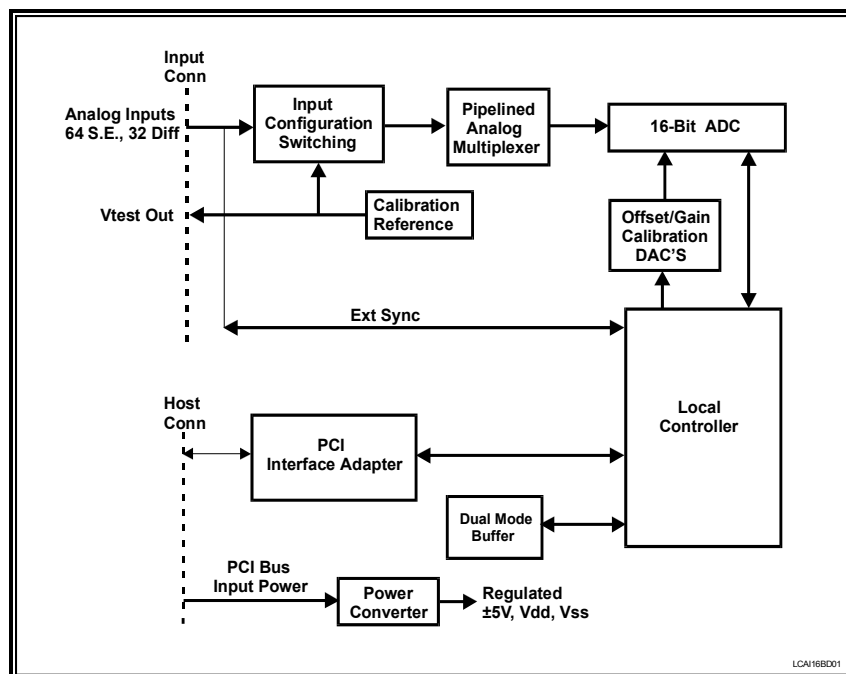 Input
Conn
Analog Inputs
64 S.E., 32 Diff
Input
Configuration
Switching
Pipelined
Analog
Multiplexer
16-Bit ADC
Vtest Out
Calibration
Reference
Offset/Gain
Calibration
DAC'S
Ext Sync
Host
Conn
PCI
Interface Adapter
Local
Controller
Dual Mode
Buffer
PCI Bus
Input Power
Power
Converter
Regulated
±5V, Vdd, Vss
LCAI16BD01